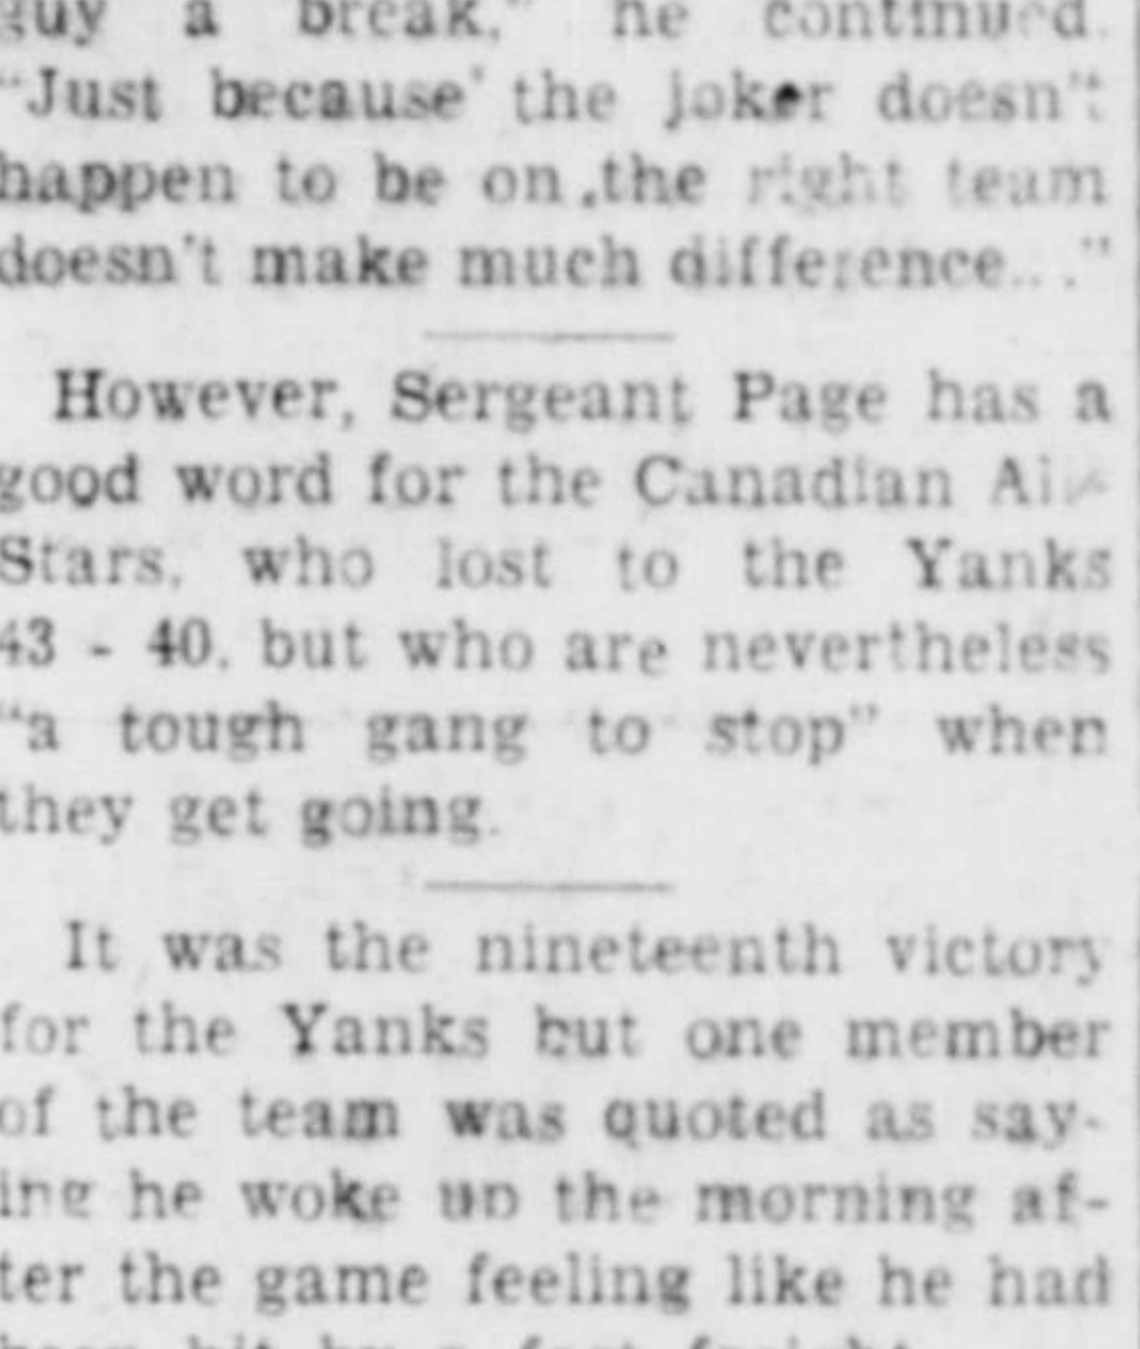 guy a break," he continued.
"Just because the joker doesn't
happen to be on the right team
doesn't make much difference..."
However, Sergeant Page has a
good word for the Canadian
Stars, who lost to the Yanks
43 - 40, but who are nevertheless
"a tough gang to stop" when
they get going.
It was the nineteenth victory
for the Yanks but one member
of the team was quoted as say-
ing he woke up the morning af-
ter the game feeling like he had